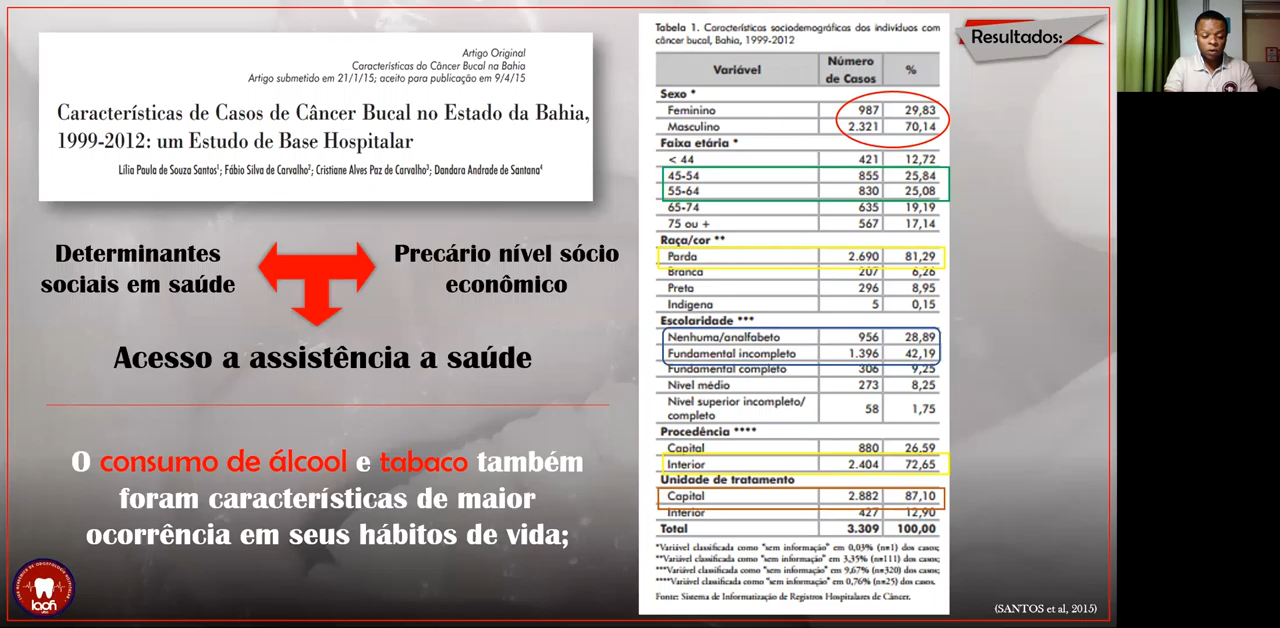 Artigo Original
Características do Câncer Bucal na Bahia
Artigo submetido em 21/1/15; aceito para publicação em 9/4/15
Características de Casos de Câncer Bucal no Estado da Bahia,
1999-2012: um Estudo de Base Hospitalar
Lília Paula de Souza Santos¹; Fábio Silva de Carvalho²; Cristiane Alves Paz de Carvalho³; Dandara Andrade de Santana⁴
Determinantes
sociais em saúde
Precário nível sócio
econômico
Acesso a assistência a saúde
O consumo de álcool e tabaco também
foram características de maior
ocorrência em seus hábitos de vida;
laoh
Tabela 1. Características sociodemográficas dos indivíduos com
câncer bucal, Bahia, 1999-2012
Variável Número de Casos %
Sexo *
Feminino 987 29,83
Masculino 2.321 70,14
Faixa etária *
< 44 421 12,72
45-54 855 25,84
55-64 830 25,08
65-74 635 19,19
75 ou + 567 17,14
Raça/cor **
Parda 2.690 81,29
Branca 207 6,26
Preta 296 8,95
Indígena 5 0,15
Escolaridade ***
Nenhuma/analfabeto 956 28,89
Fundamental incompleto 1.396 42,19
Fundamental completo 306 9,25
Nível médio 273 8,25
Nível superior incompleto/
completo 58 1,75
Procedência ****
Capital 880 26,59
Interior 2.404 72,65
Unidade de tratamento
Capital 2.882 87,10
Interior 427 12,90
Total 3.309 100,00
*Variável classificada como "sem informação" em 0,03% (n=1) dos casos;
**Variável classificada como "sem informação" em 3,35% (n=111) dos casos;
***Variável classificada como "sem informação" em 9,67% (n=320) dos casos;
****Variável classificada como "sem informação" em 0,76% (n=25) dos casos.
Fonte: Sistema de Informatização de Registros Hospitalares de Câncer.
Resultados:
(SANTOS et al, 2015)